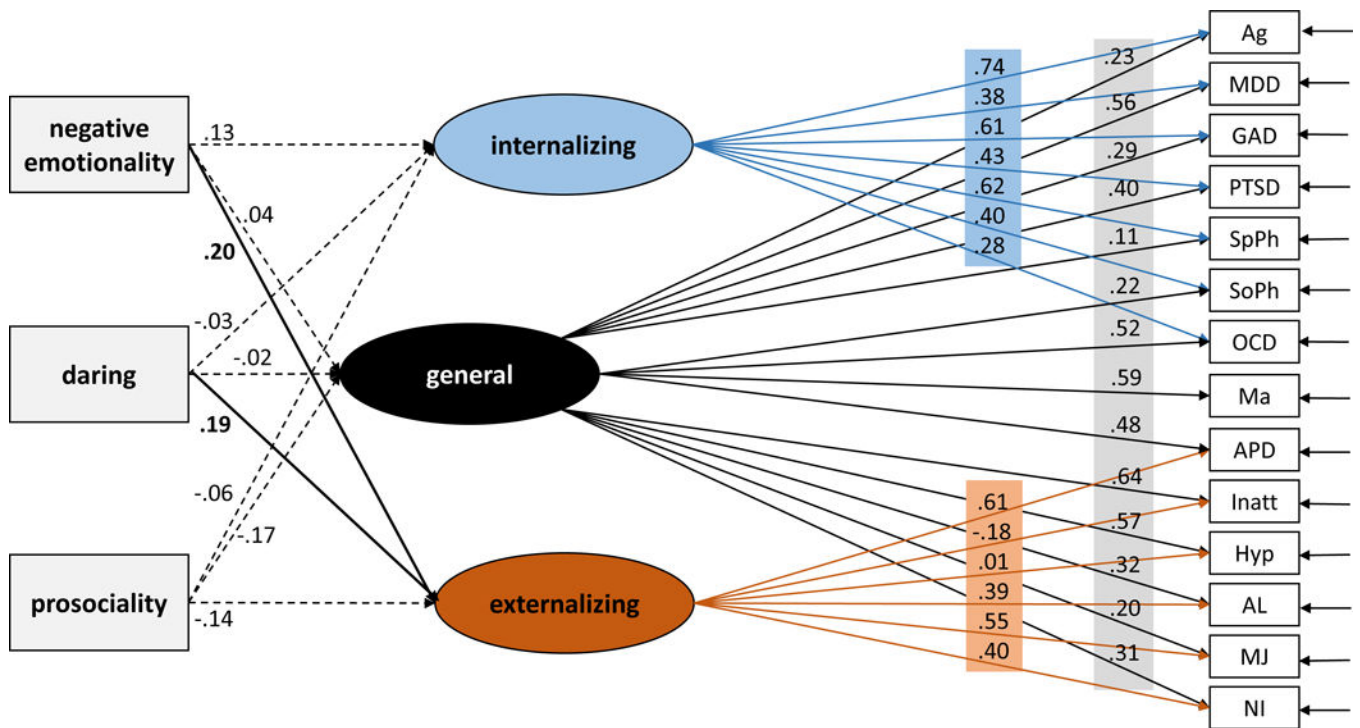 negative
emotionality
daring
prosociality
.13
.04
.20
-.03
-.02
.19
-.06
-.17
-.14
internalizing
general
externalizing
.74
.38
.61
.43
.62
.40
.28
.61
-.18
.01
.39
.55
.40
.23
.56
.29
.40
.11
.22
.52
.59
.48
.64
.57
.32
.20
.31
Ag
MDD
GAD
PTSD
SpPh
SoPh
OCD
Ma
APD
Inatt
Hyp
AL
MJ
NI